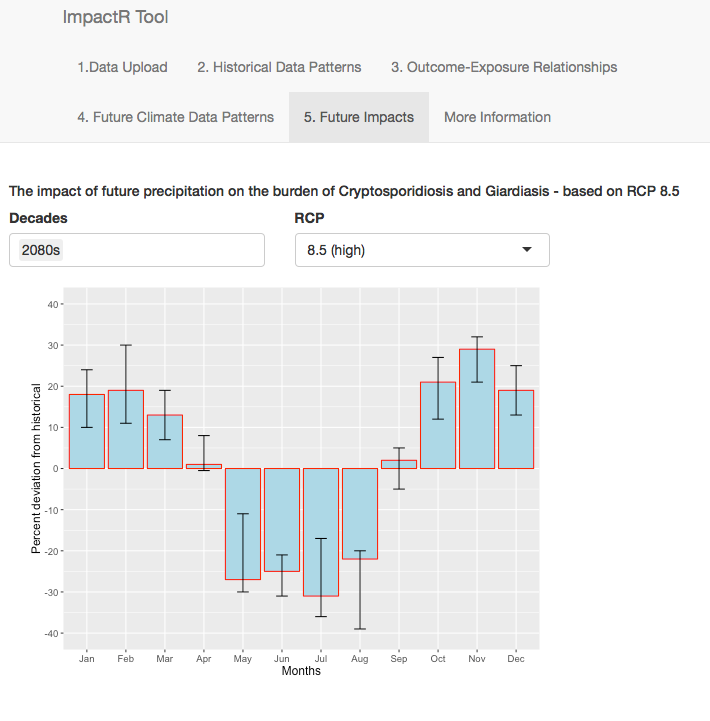 ImpactR Tool
1.Data Upload 2. Historical Data Patterns 3. Outcome-Exposure Relationships
4. Future Climate Data Patterns 5. Future Impacts More Information
The impact of future precipitation on the burden of Cryptosporidiosis and Giardiasis - based on RCP 8.5
Decades RCP
2080s 8.5 (high)
Percent deviation from historical
40
30
20
10
0
-10
-20
-30
-40
Jan Feb Mar Apr May Jun Jul Aug Sep Oct Nov Dec
Months